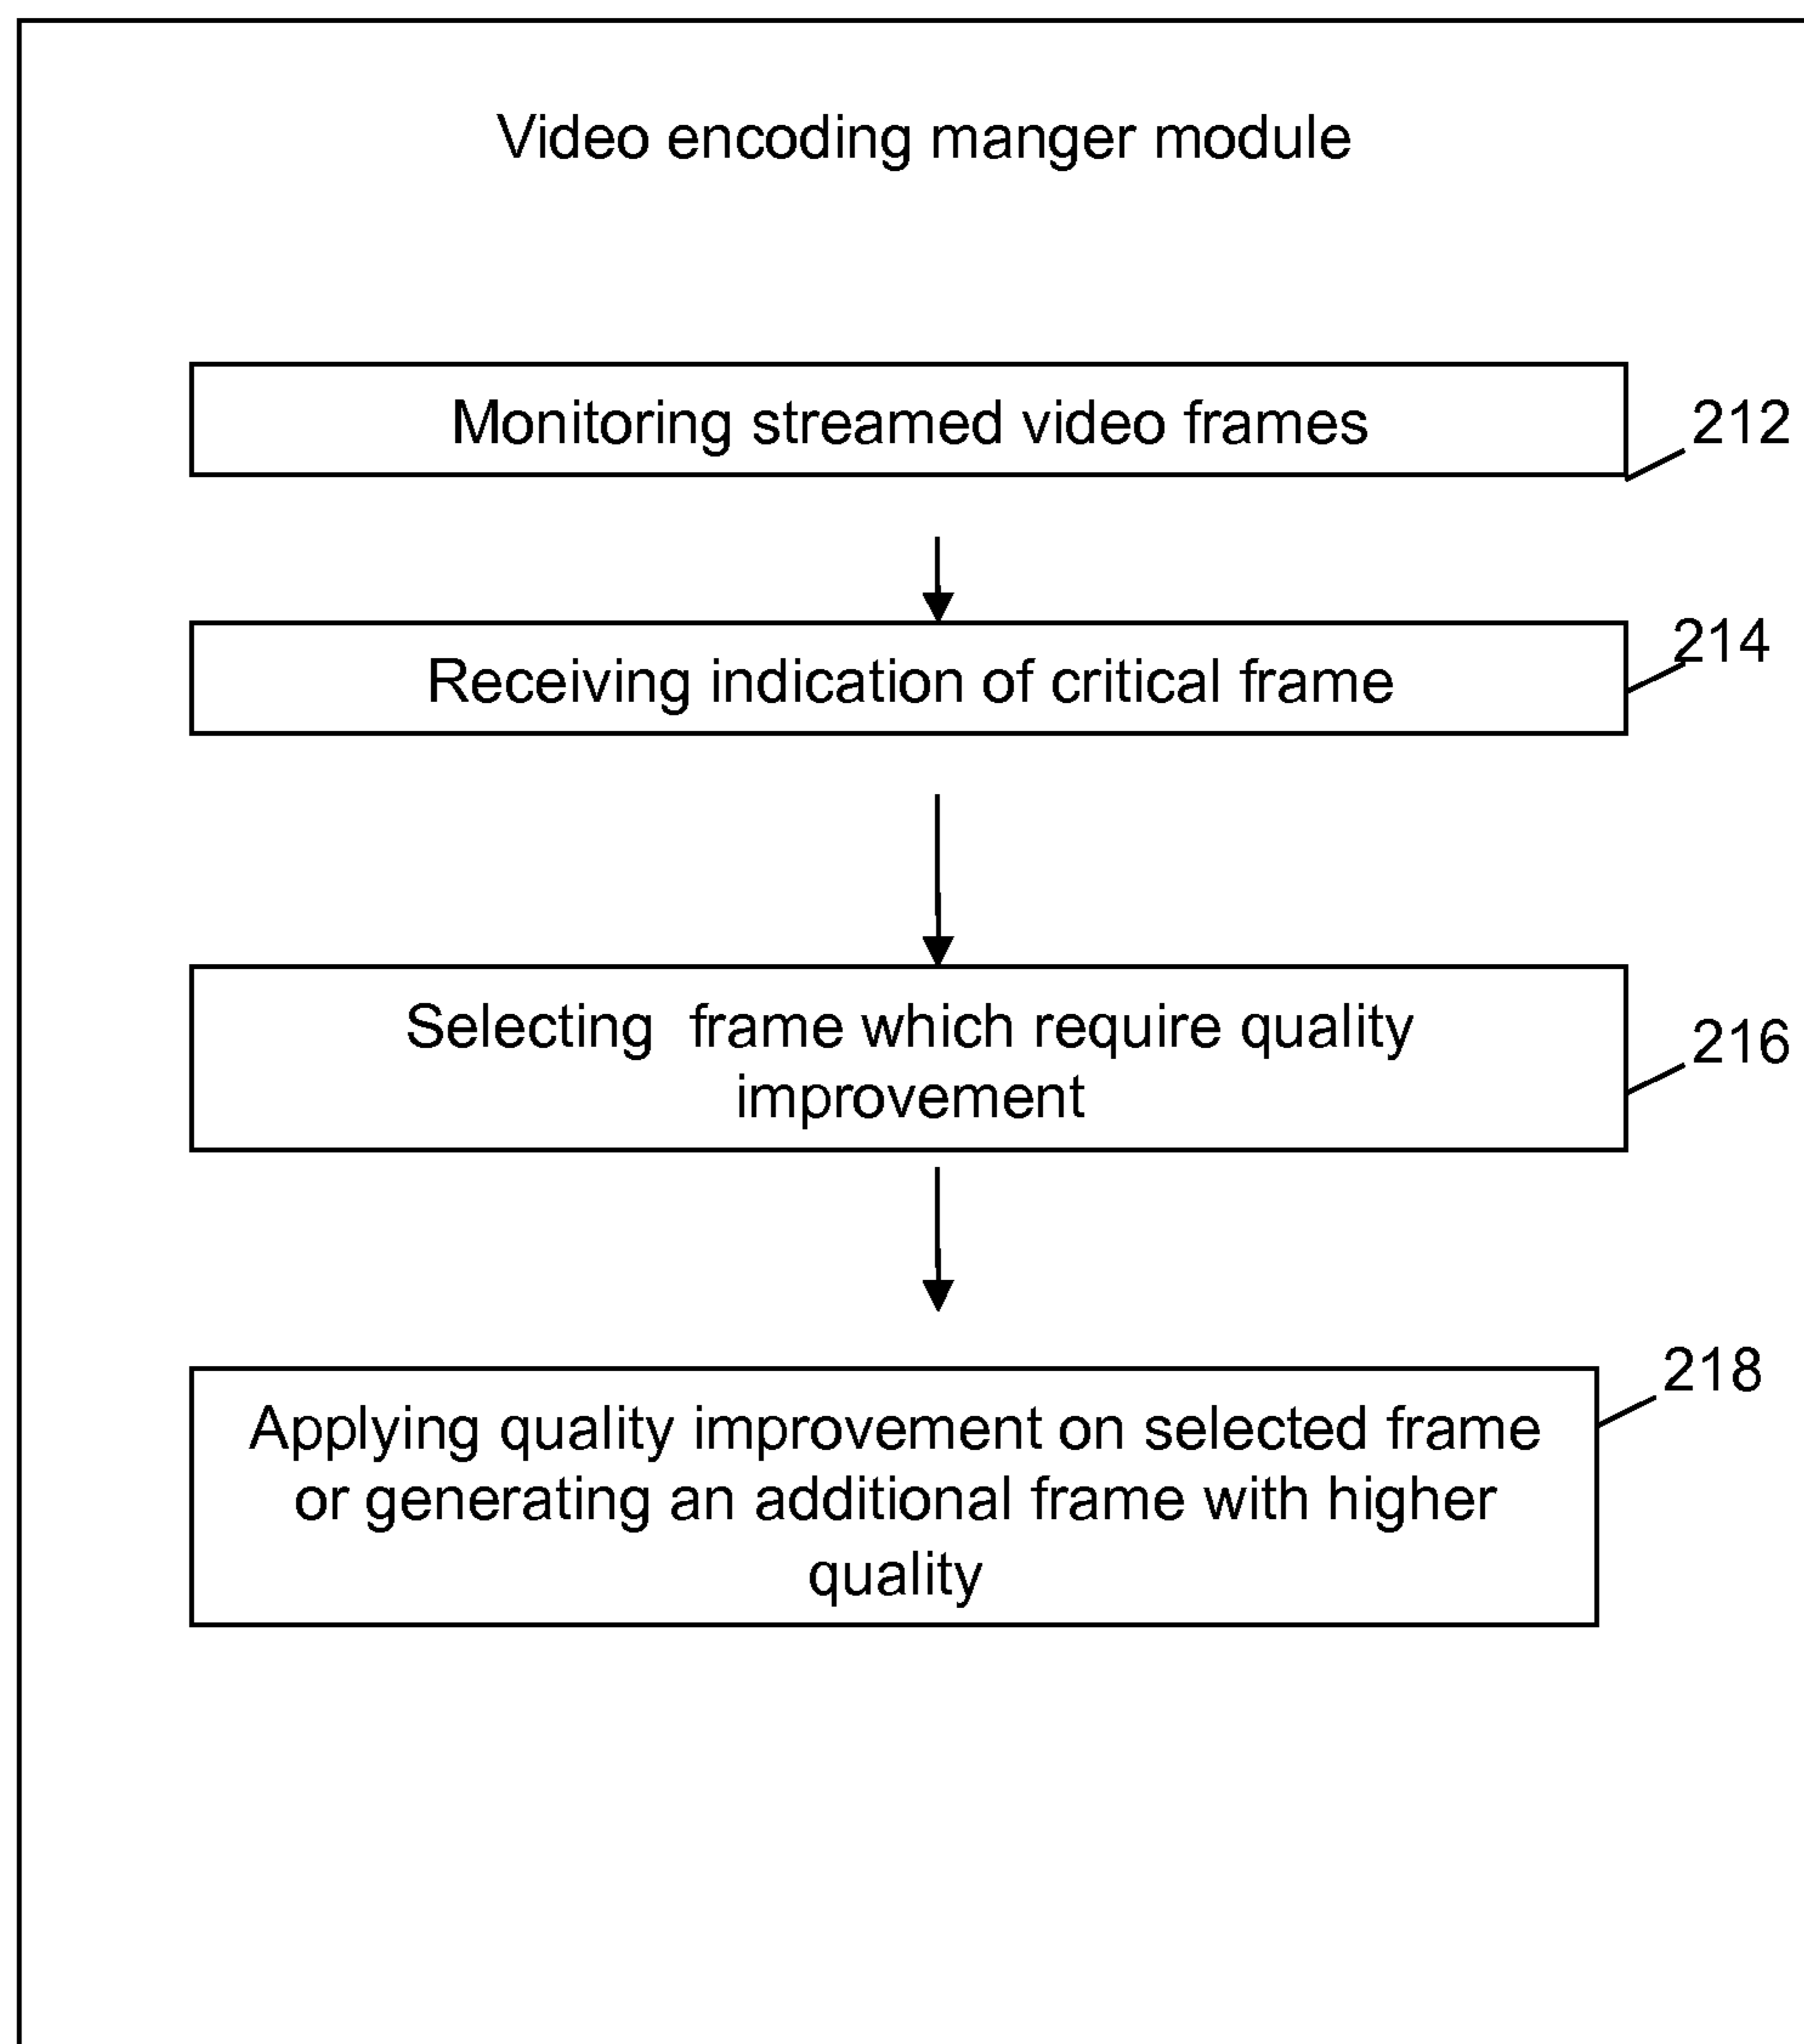 Video encoding manger module
Monitoring streamed video frames
212
Receiving indication of critical frame
214
Selecting  frame which require quality
improvement
216
Applying quality improvement on selected frame
or generating an additional frame with higher
quality
218